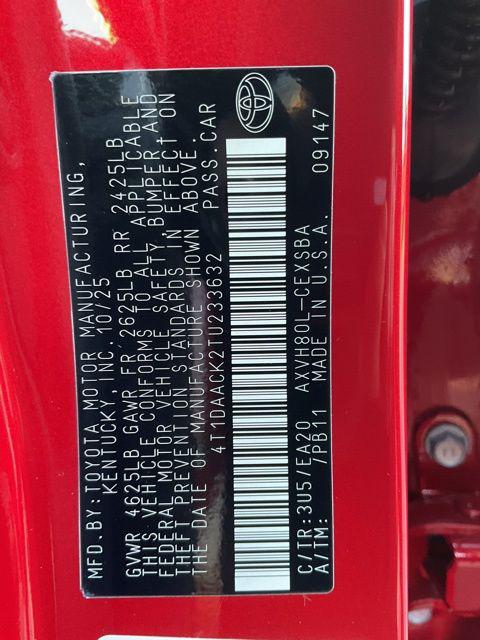 MFD.BY:TOYOTA MOTOR MANUFACTURING,
KENTUCKY, INC. 10/25
GVWR 4625LB GAWR FR 2625LB RR 2425LB
THIS VEHICLE CONFORMS TO ALL APPLICABLE
FEDERAL MOTOR VEHICLE SAFETY, BUMPER, AND
THEFT PREVENTION STANDARDS IN EFFECT ON
THE DATE OF MANUFACTURE SHOWN ABOVE.
4T1DAACK2TU233632 PASS.CAR
C/TR:3U5/EA20 AXVH80L-CEXSBA
A/TM: /PB11 MADE IN U.S.A. 09147